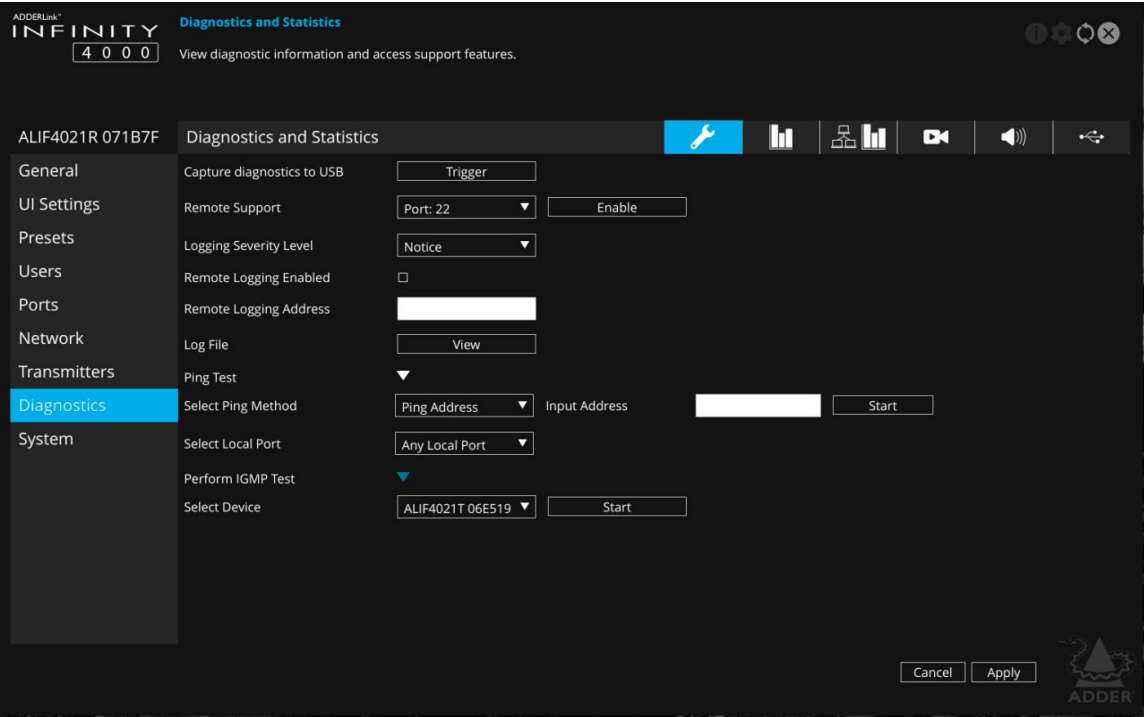 ADDERLink™
INFINITY
4000
Diagnostics and Statistics
View diagnostic information and access support features.
ALIF4021R 071B7F
Diagnostics and Statistics
General
Capture diagnostics to USB Trigger
UI Settings
Remote Support Port: 22 Enable
Presets
Logging Severity Level Notice
Users
Remote Logging Enabled
Ports
Remote Logging Address
Network
Log File View
Transmitters
Ping Test
Diagnostics
Select Ping Method Ping Address Input Address Start
System
Select Local Port Any Local Port
Perform IGMP Test
Select Device ALIF4021T 06E519 Start
Cancel Apply
ADDER